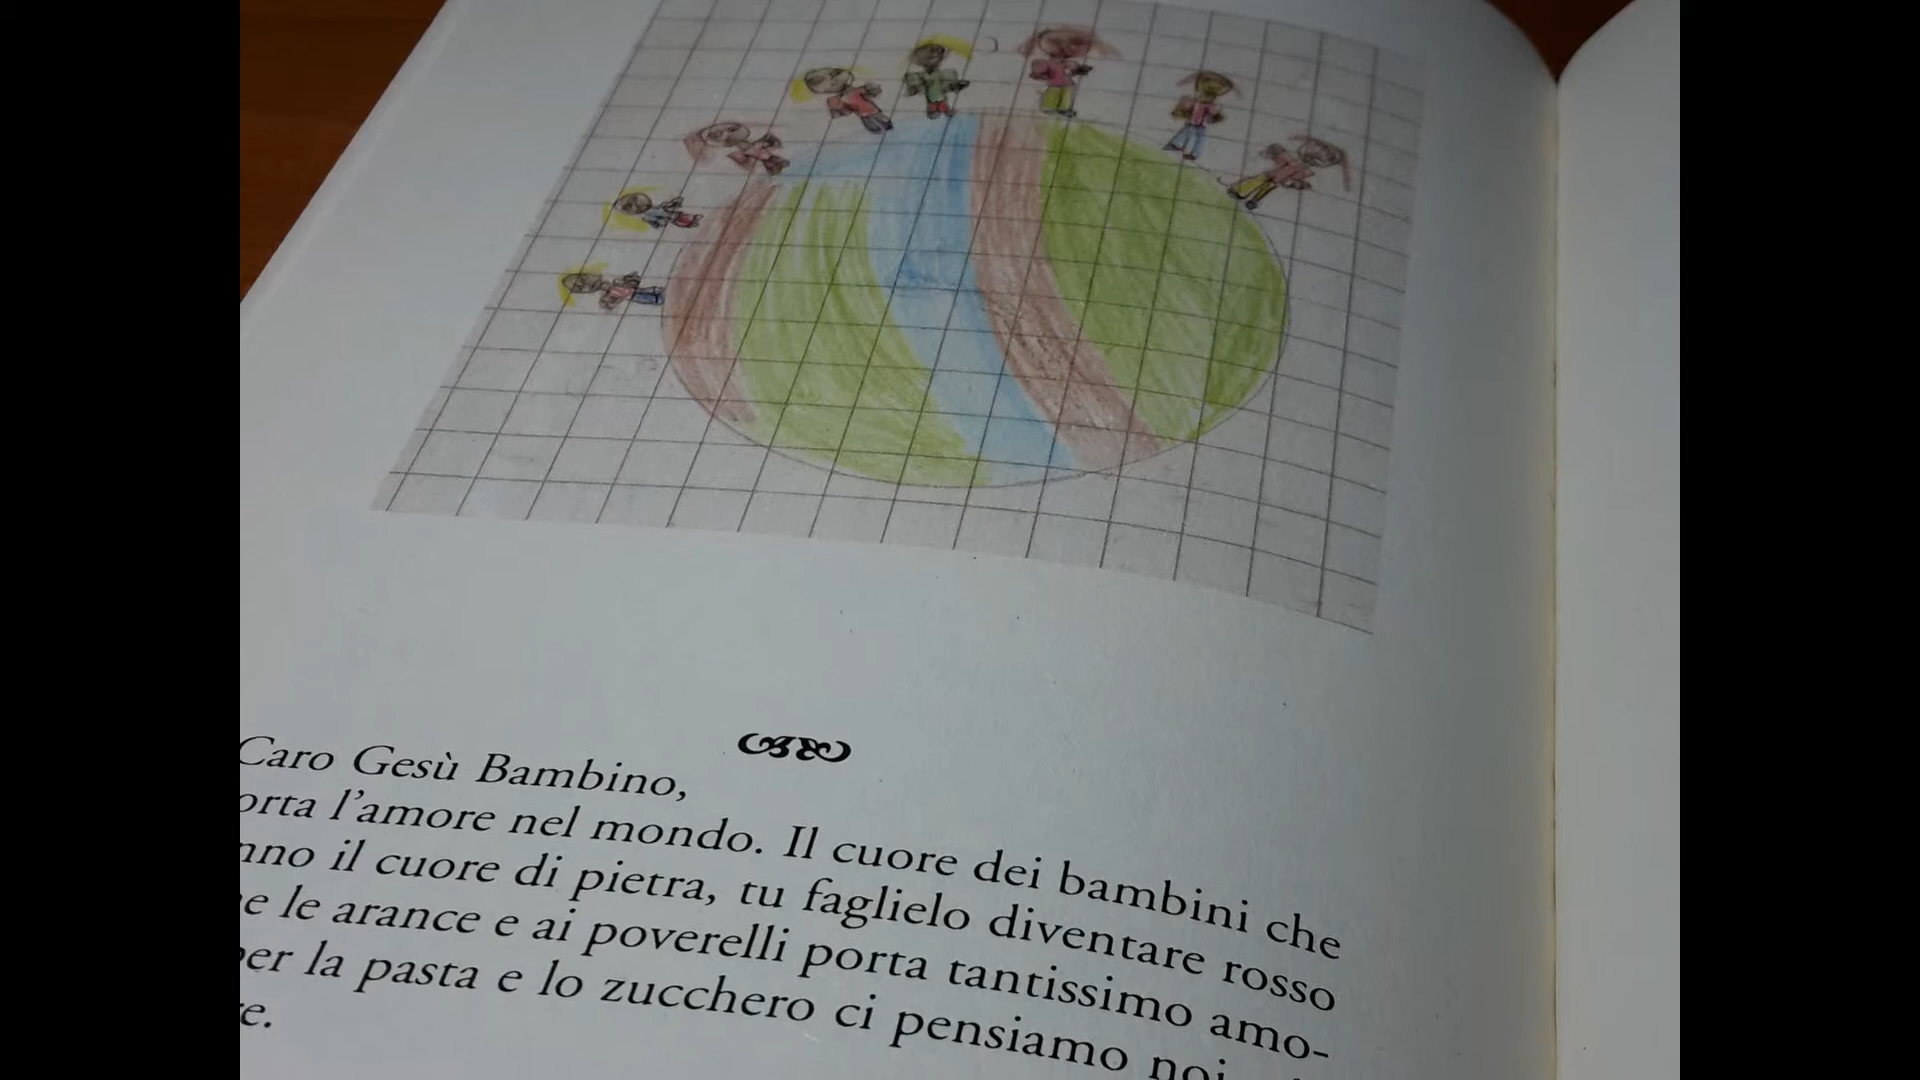 Caro Gesù Bambino,
orta l'amore nel mondo. Il cuore dei bambini che
nno il cuore di pietra, tu faglielo diventare rosso
e le arance e ai poverelli porta tantissimo amo-
er la pasta e lo zucchero ci pensiamo noi
e.